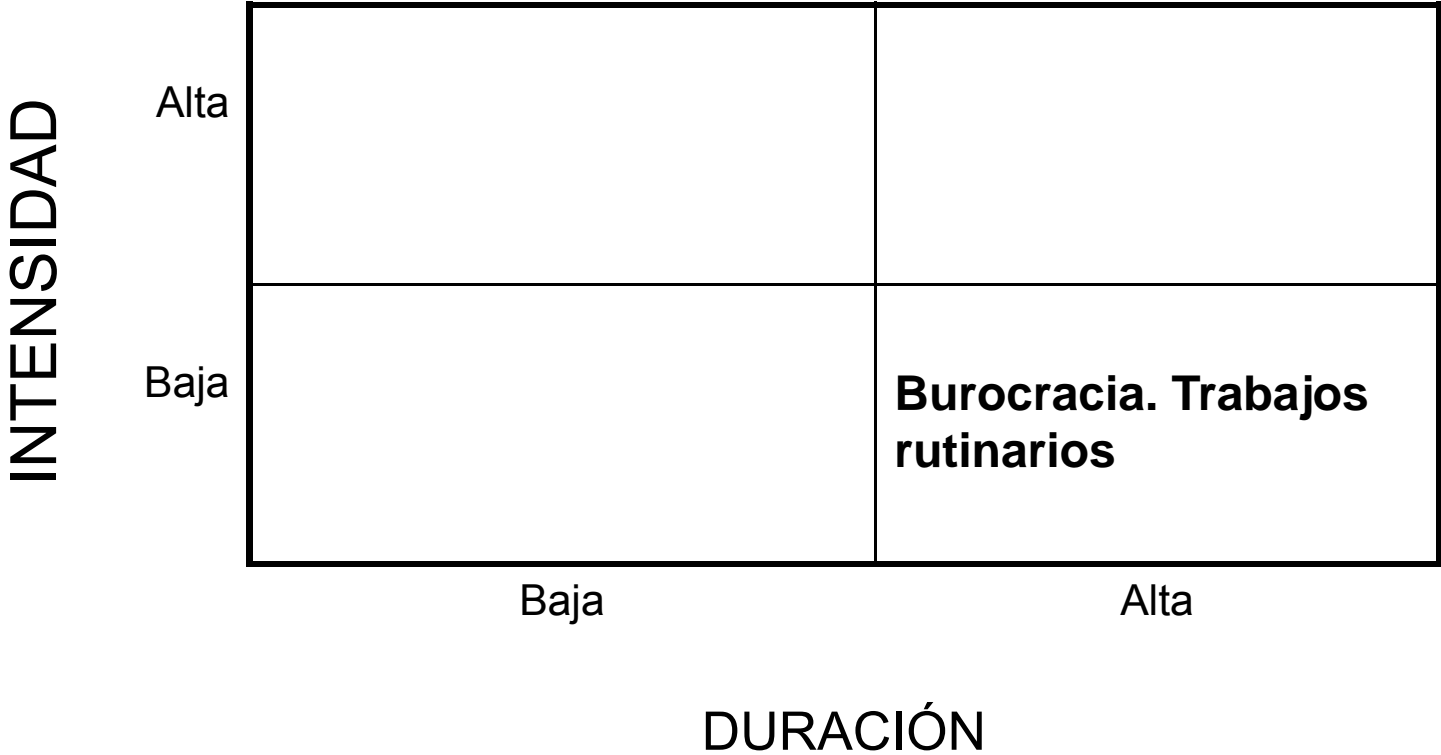 INTENSIDAD
Alta
Baja
Burocracia. Trabajos
rutinarios
Baja
Alta
DURACIÓN